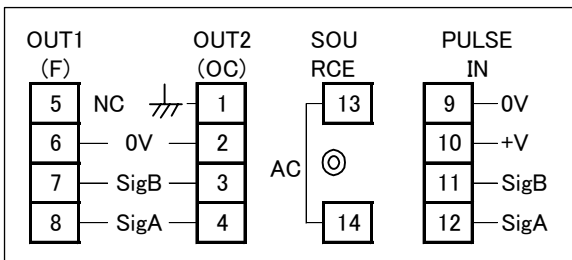 OUT1 OUT2 SOU PULSE
(F) (OC) RCE IN
5 NC 1 13 9 0V
6 0V 2 10 +V
7 SigB 3 AC 11 SigB
8 SigA 4 14 12 SigA